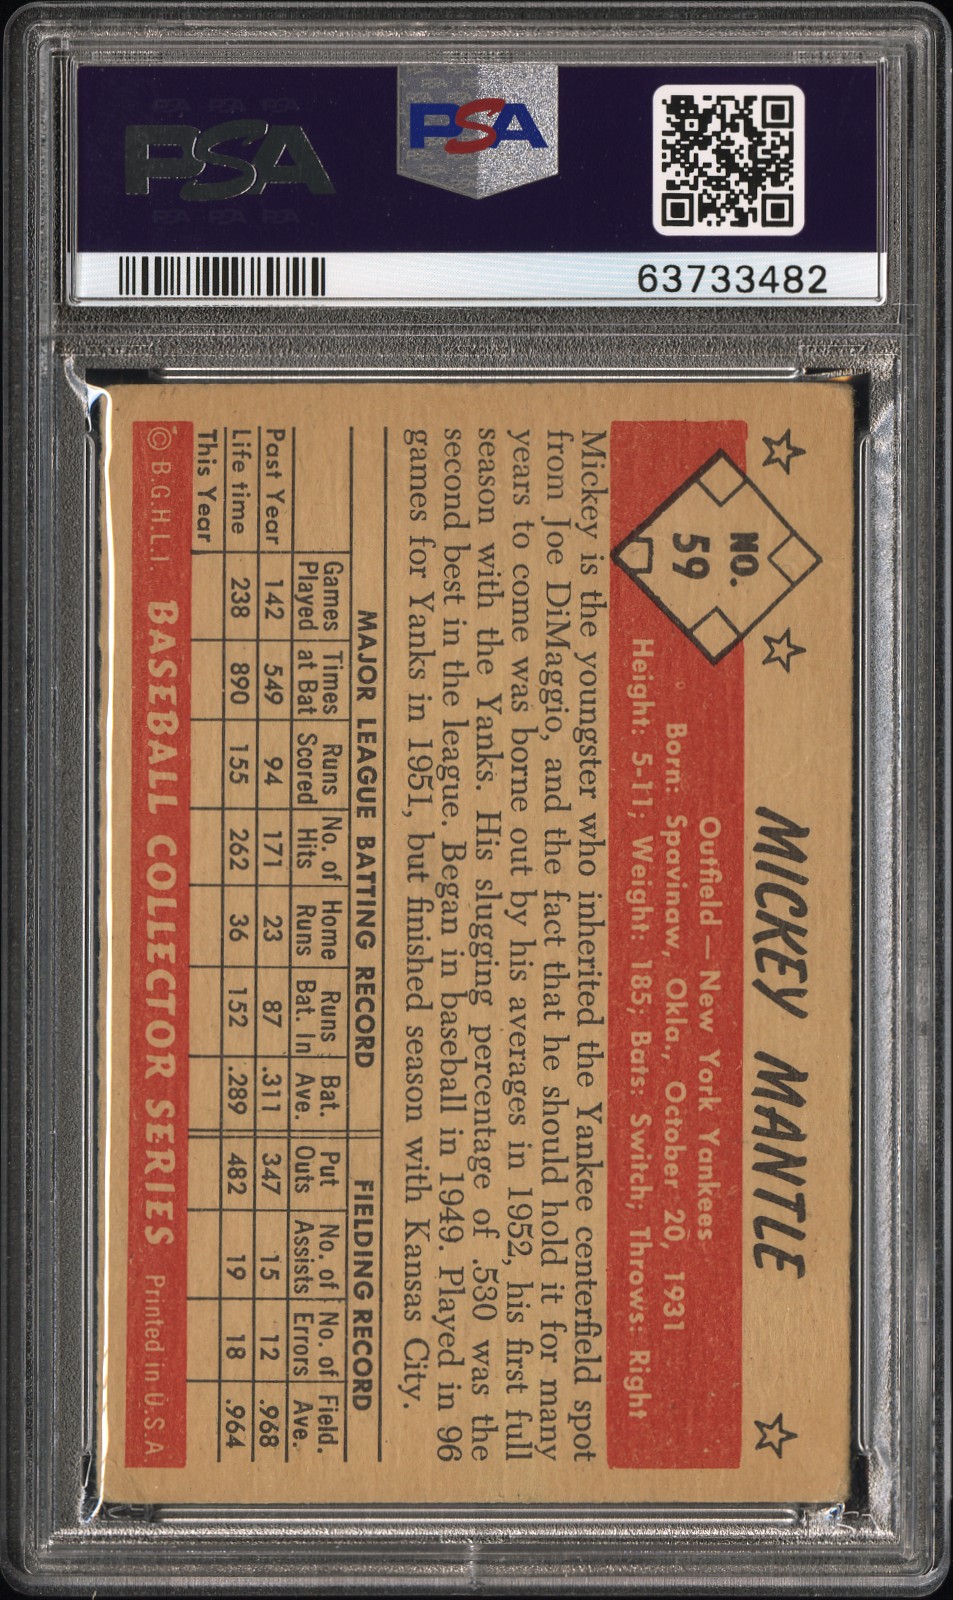 PSA
PSA
63733482
MICKEY MANTLE
NO.
59
Outfield — New York Yankees
Born: Spavinaw, Okla., October 20, 1931
Height: 5-11; Weight: 185; Bats: Switch; Throws: Right
Mickey is the youngster who inherited the Yankee centerfield spot
from Joe DiMaggio, and the fact that he should hold it for many
years to come was borne out by his averages in 1952, his first full
season with the Yanks. His slugging percentage of .530 was the
second best in the league. Began in baseball in 1949. Played in 96
games for Yanks in 1951, but finished season with Kansas City.
MAJOR LEAGUE BATTING RECORD FIELDING RECORD
Games Times Runs No. of Home Runs Bat. Put No. of No. of Field.
Played at Bat Scored Hits Runs Bat. In Ave. Outs Assists Errors Ave.
Past Year 142 549 94 171 23 87 .311 347 15 12 .968
Life time 238 890 155 262 36 152 .289 482 19 18 .964
This Year
© B.G.H.L.I. BASEBALL COLLECTOR SERIES Printed in U.S.A.